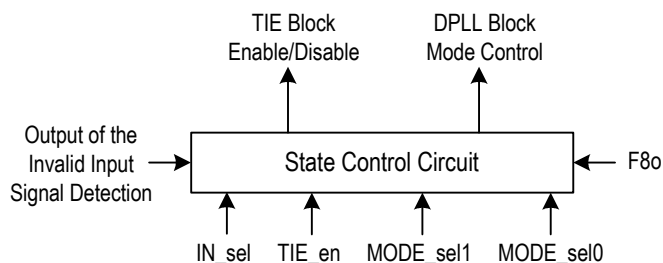 TIE Block
Enable/Disable
DPLL Block
Mode Control
Output of the
Invalid Input
Signal Detection
State Control Circuit
F8o
IN_sel
TIE_en
MODE_sel1
MODE_sel0